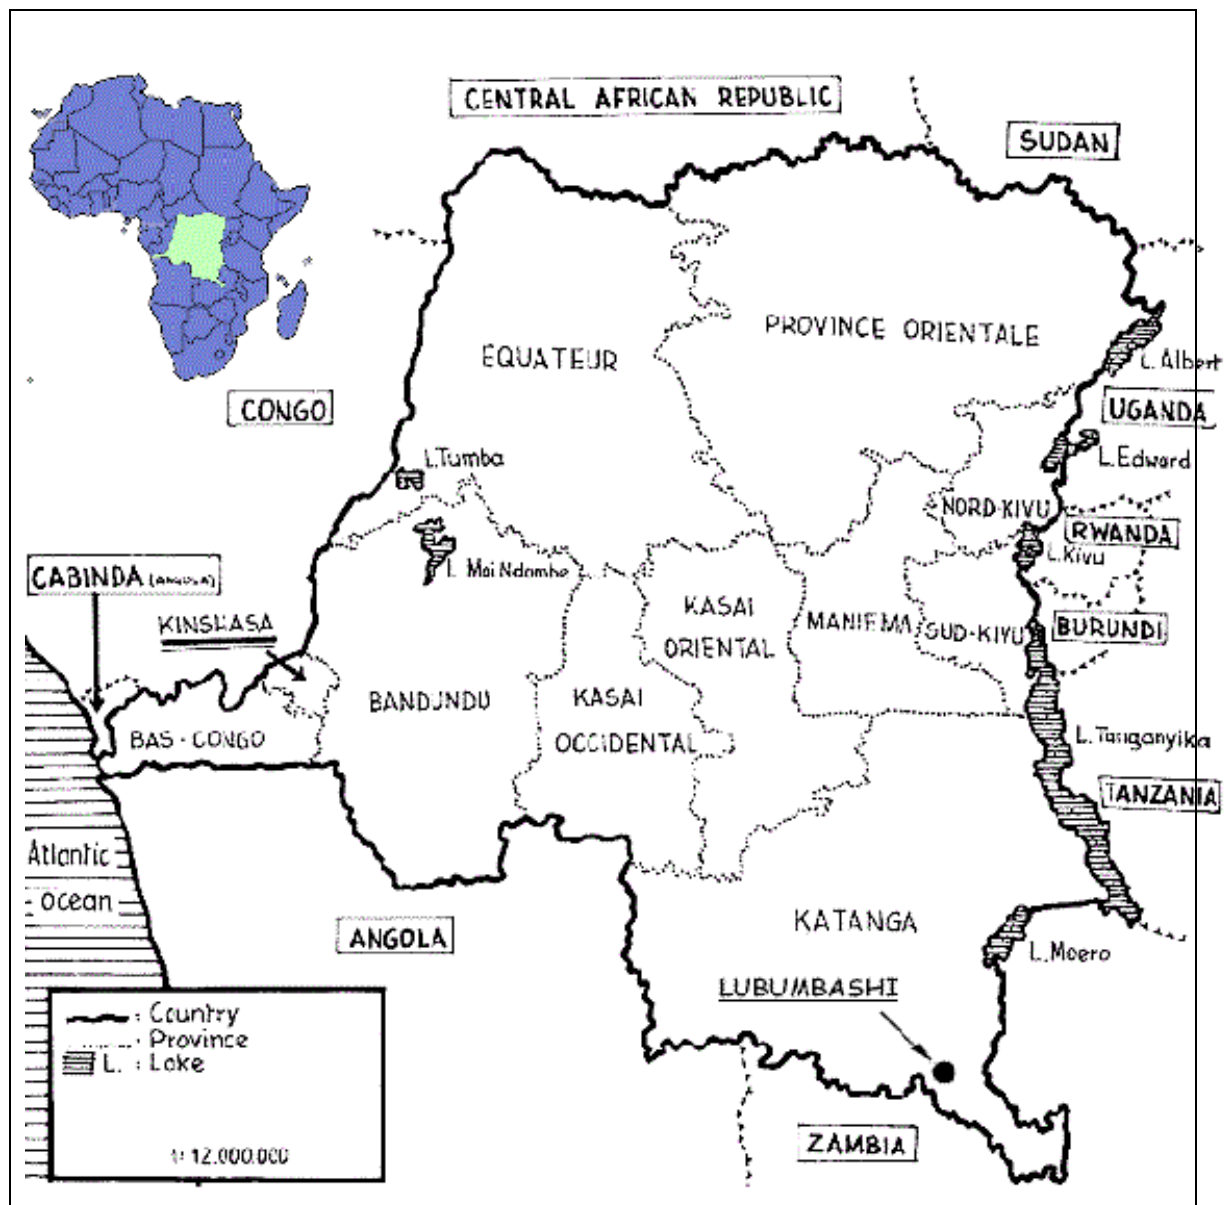 CENTRAL AFRICAN REPUBLIC
SUDAN
PROVINCE ORIENTALE
EQUATEUR
L. Albert
CONGO
UGANDA
L. Tumba
L. Edward
NORD-KIVU
RWANDA
L. Kivu
CABINDA (ANGOLA)
L. Mai Ndombe
KINSHASA
KASAI
ORIENTAL
MANIEMA
SUD-KIVU
BURUNDI
BANDUNDU
KASAI
OCCIDENTAL
BAS-CONGO
L. Tanganyika
TANZANIA
Atlantic
ocean
KATANGA
ANGOLA
L. Moero
LUBUMBASHI
: Country
: Province
L. : Lake
ZAMBIA
1: 12.000.000